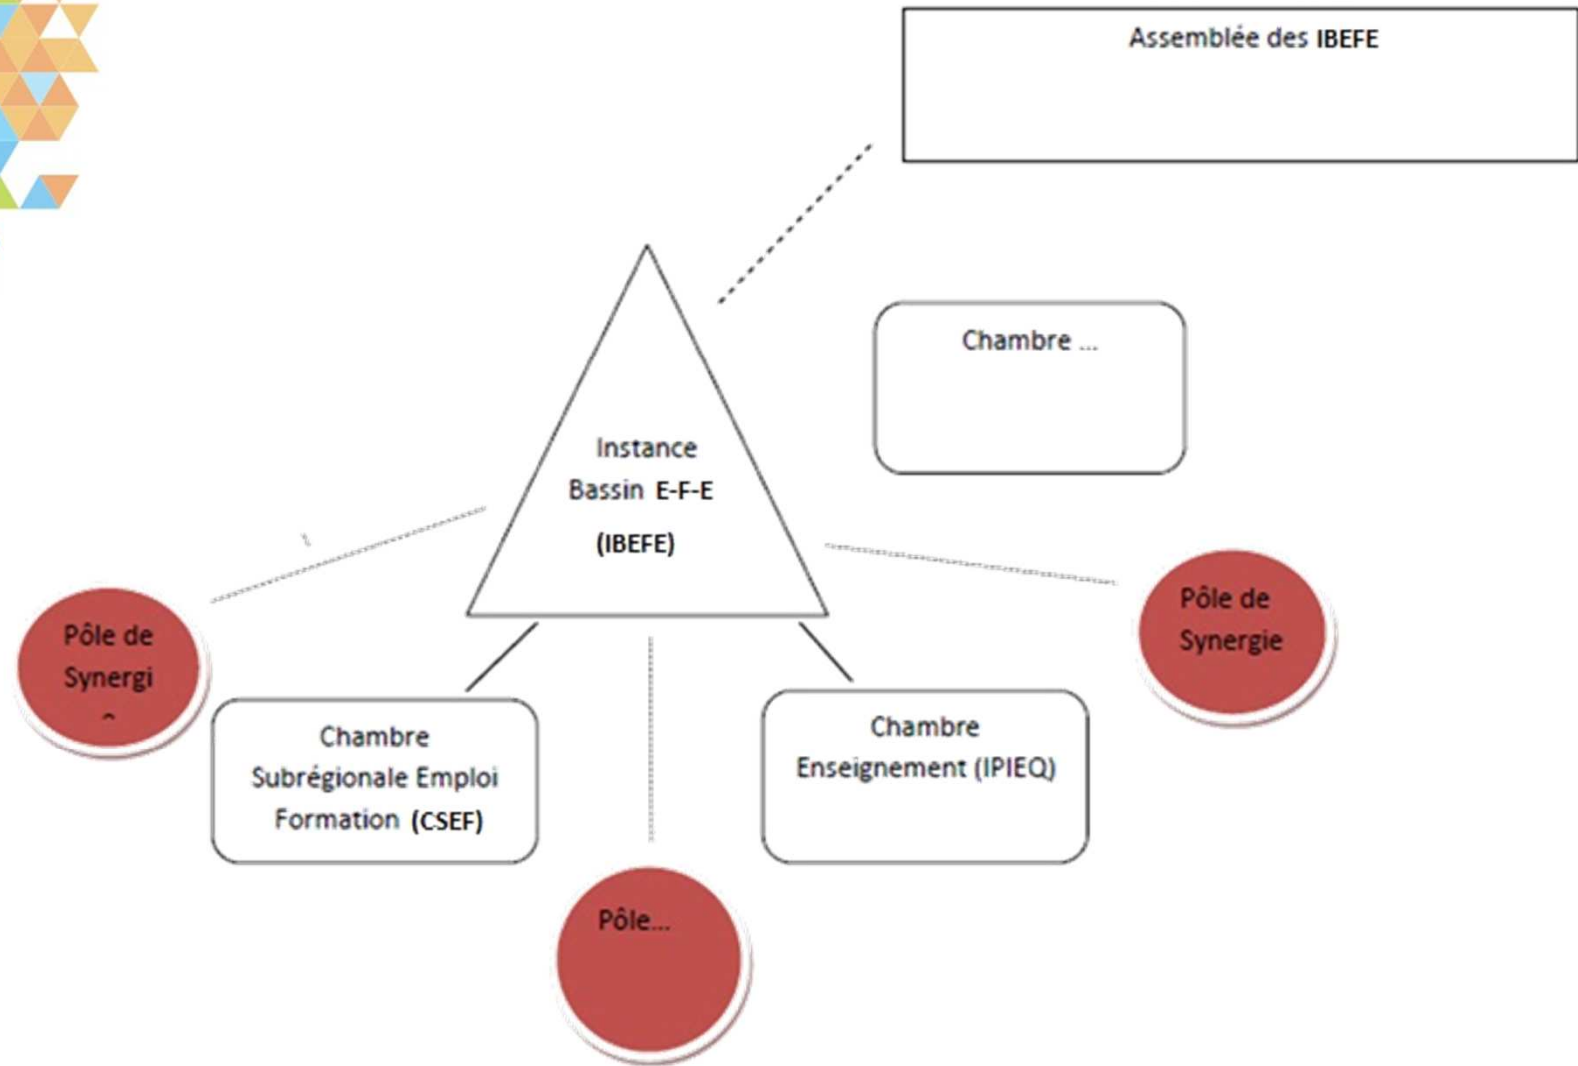 Assemblée des IBEFE
Chambre ...
Instance
Bassin E-F-E
(IBEFE)
Pôle de
Synergie
Pôle de
Synergi
Chambre
Subrégionale Emploi
Formation (CSEF)
Chambre
Enseignement (IPIEQ)
Pôle...